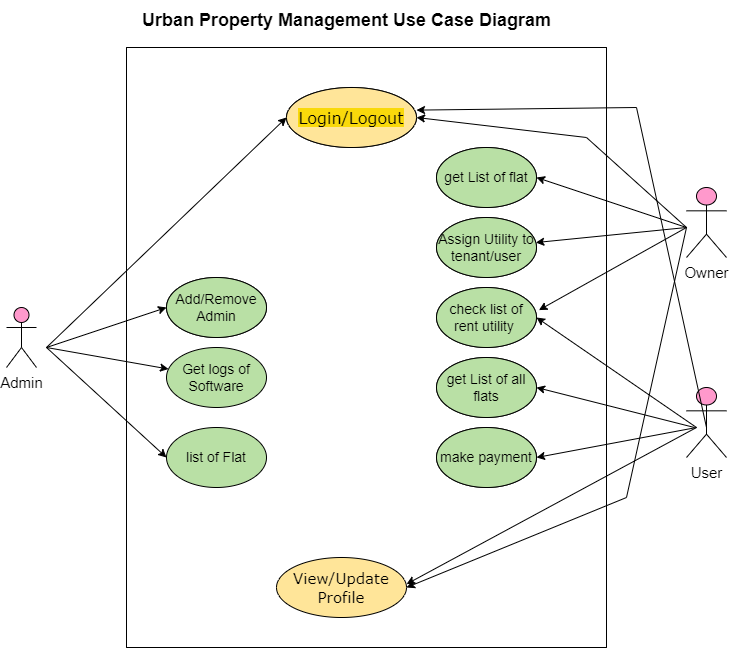 Urban Property Management Use Case Diagram
Login/Logout
get List of flat
Assign Utility to
tenant/user
Owner
Add/Remove
Admin
check list of
rent utility
Admin
Get logs of
Software
get List of all
flats
list of Flat
make payment
User
View/Update
Profile